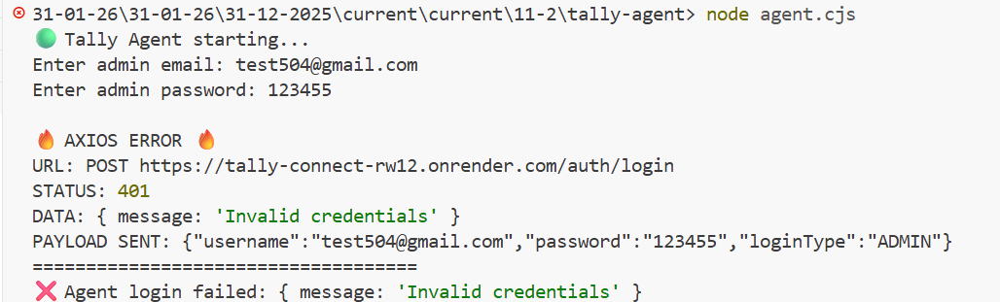 31-01-26\31-01-26\31-12-2025\current\current\11-2\tally-agent> node agent.cjs
Tally Agent starting...
Enter admin email: test504@gmail.com
Enter admin password: 123455
🔥 AXIOS ERROR 🔥
URL: POST https://tally-connect-rw12.onrender.com/auth/login
STATUS: 401
DATA: { message: 'Invalid credentials' }
PAYLOAD SENT: {"username":"test504@gmail.com","password":"123455","loginType":"ADMIN"}
====================================
❌ Agent login failed: { message: 'Invalid credentials' }